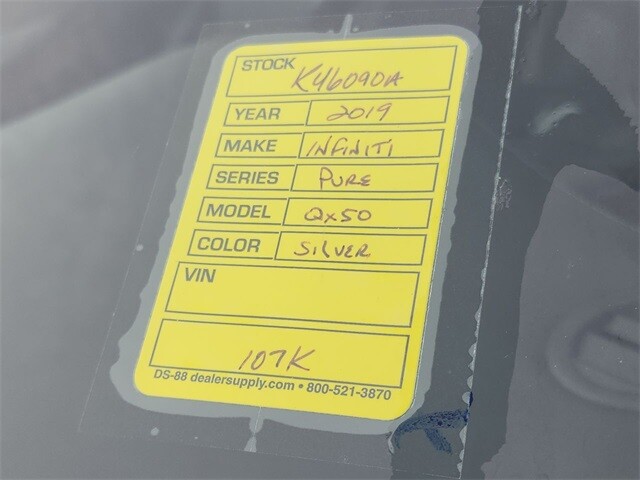 STOCK K46090A
YEAR 2019
MAKE INFINITI
SERIES PURE
MODEL QX50
COLOR SILVER
VIN
107K
DS-88 dealersupply.com • 800-521-3870